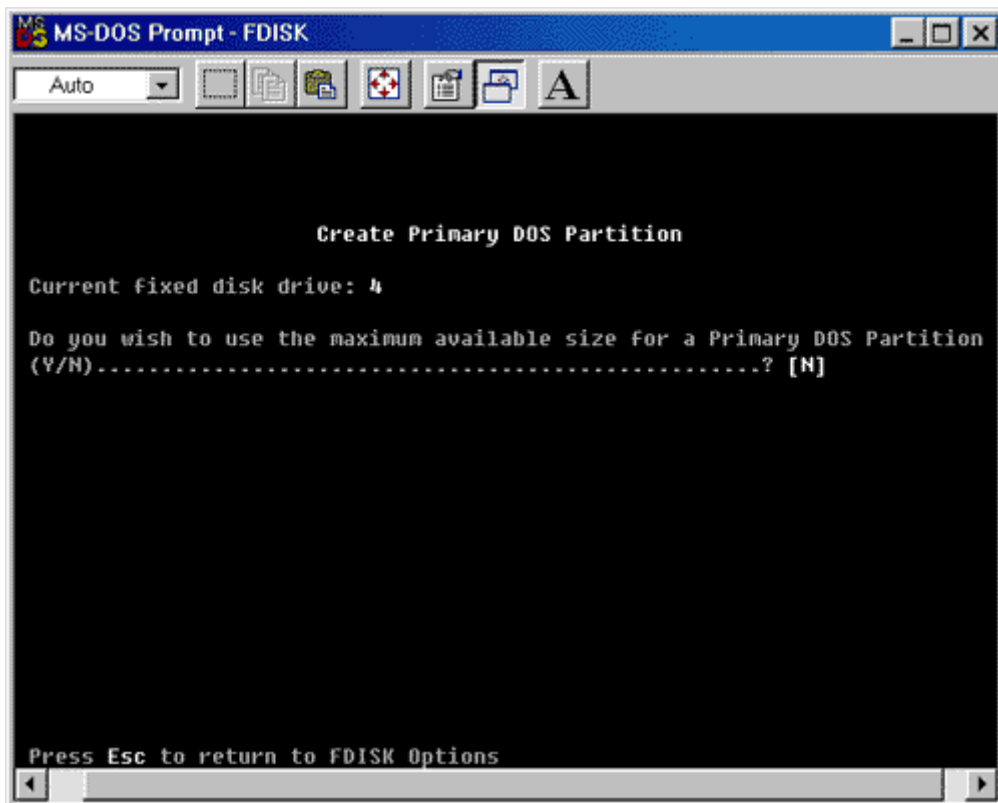 MS-DOS Prompt - FDISK
Auto
A
Create Primary DOS Partition
Current fixed disk drive: 4
Do you wish to use the maximum available size for a Primary DOS Partition
(Y/N)...................................................? [N]
Press Esc to return to FDISK Options